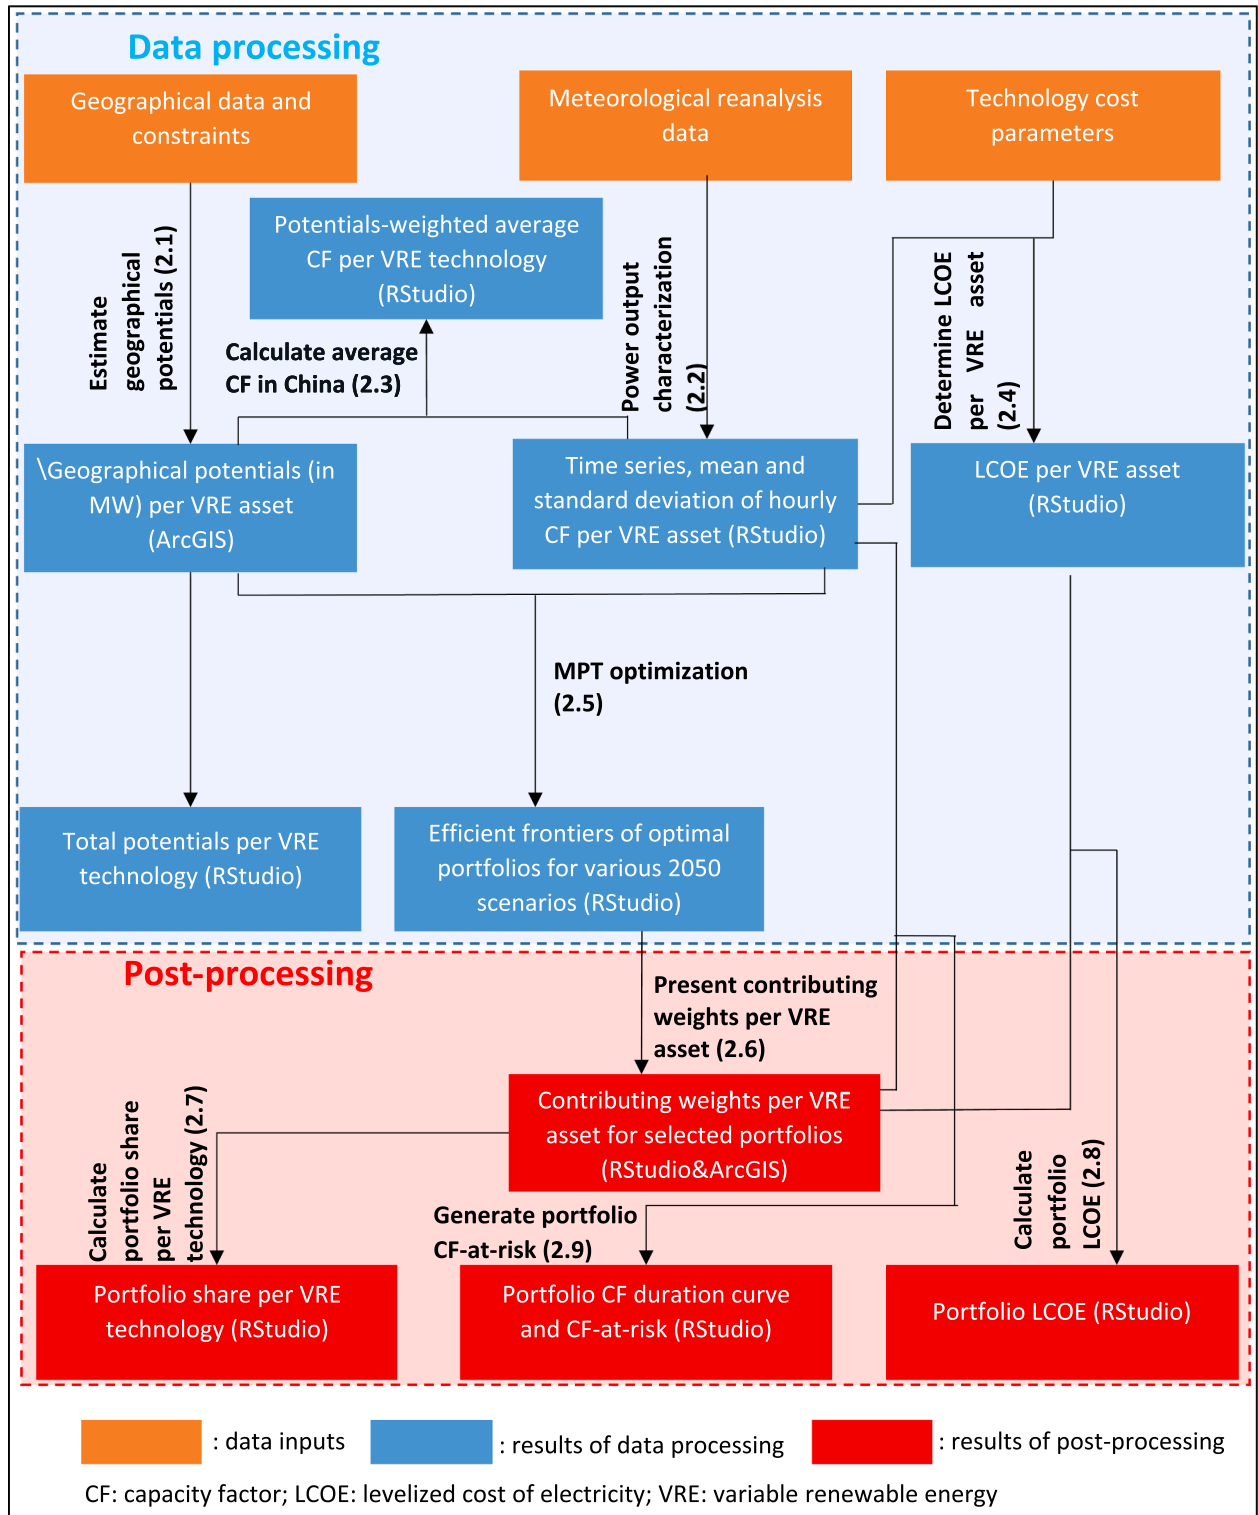 Data processing
Geographical data and
constraints
Meteorological reanalysis
data
Technology cost
parameters
Potentials-weighted average
CF per VRE technology
(RStudio)
Estimate
geographical
potentials (2.1)
Calculate average
CF in China (2.3)
Power output
characterization
(2.2)
Determine LCOE
per VRE asset
(2.4)
\Geographical potentials (in
MW) per VRE asset
(ArcGIS)
Time series, mean and
standard deviation of hourly
CF per VRE asset (RStudio)
LCOE per VRE asset
(RStudio)
MPT optimization
(2.5)
Total potentials per VRE
technology (RStudio)
Efficient frontiers of optimal
portfolios for various 2050
scenarios (RStudio)
Post-processing
Present contributing
weights per VRE
asset (2.6)
Contributing weights per VRE
asset for selected portfolios
(RStudio&ArcGIS)
Calculate
portfolio share
per VRE
technology (2.7)
Generate portfolio
CF-at-risk (2.9)
Calculate
portfolio
LCOE (2.8)
Portfolio share per VRE
technology (RStudio)
Portfolio CF duration curve
and CF-at-risk (RStudio)
Portfolio LCOE (RStudio)
: data inputs
: results of data processing
: results of post-processing
CF: capacity factor; LCOE: levelized cost of electricity; VRE: variable renewable energy